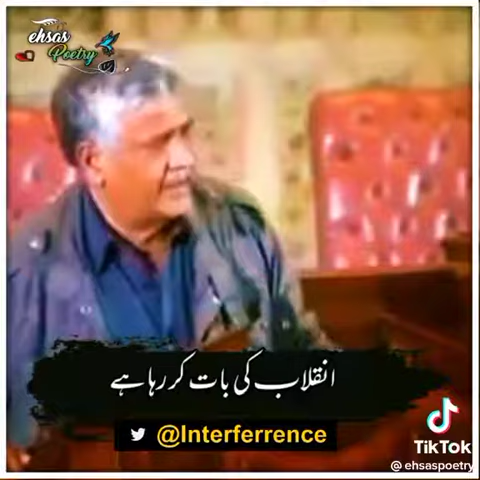 ehsas
Poetry
انقلاب کی بات کر رہا ہے
@Interferrence
TikTok
@ehsaspoetry